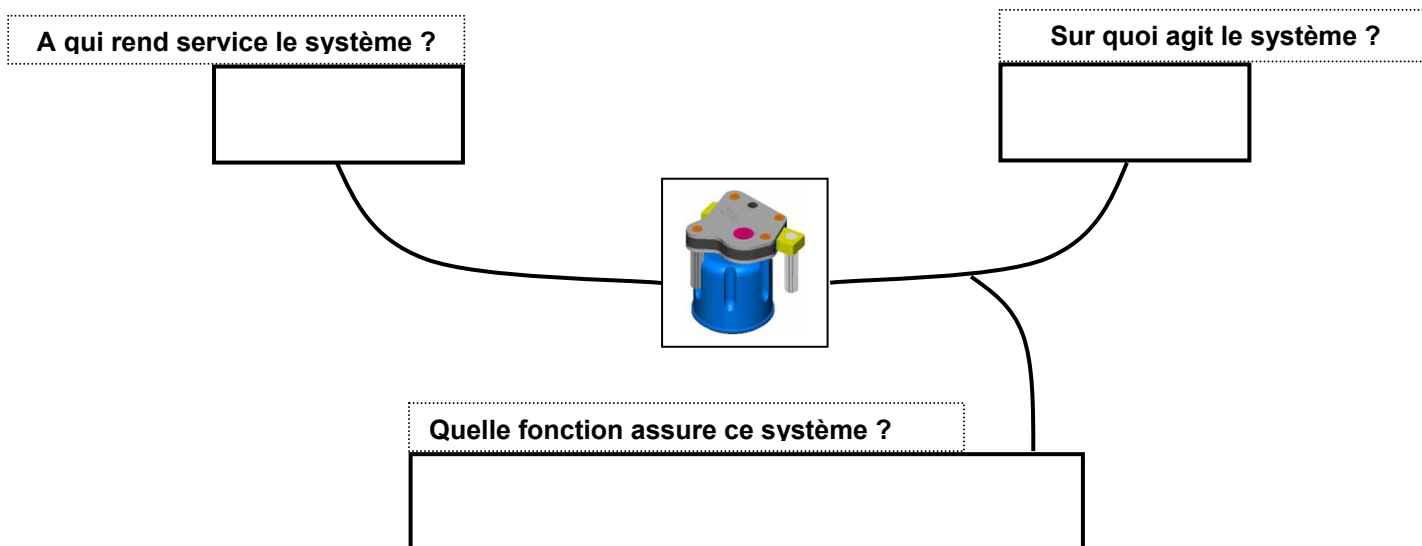 A qui rend service le système ?
Sur quoi agit le système ?
Quelle fonction assure ce système ?